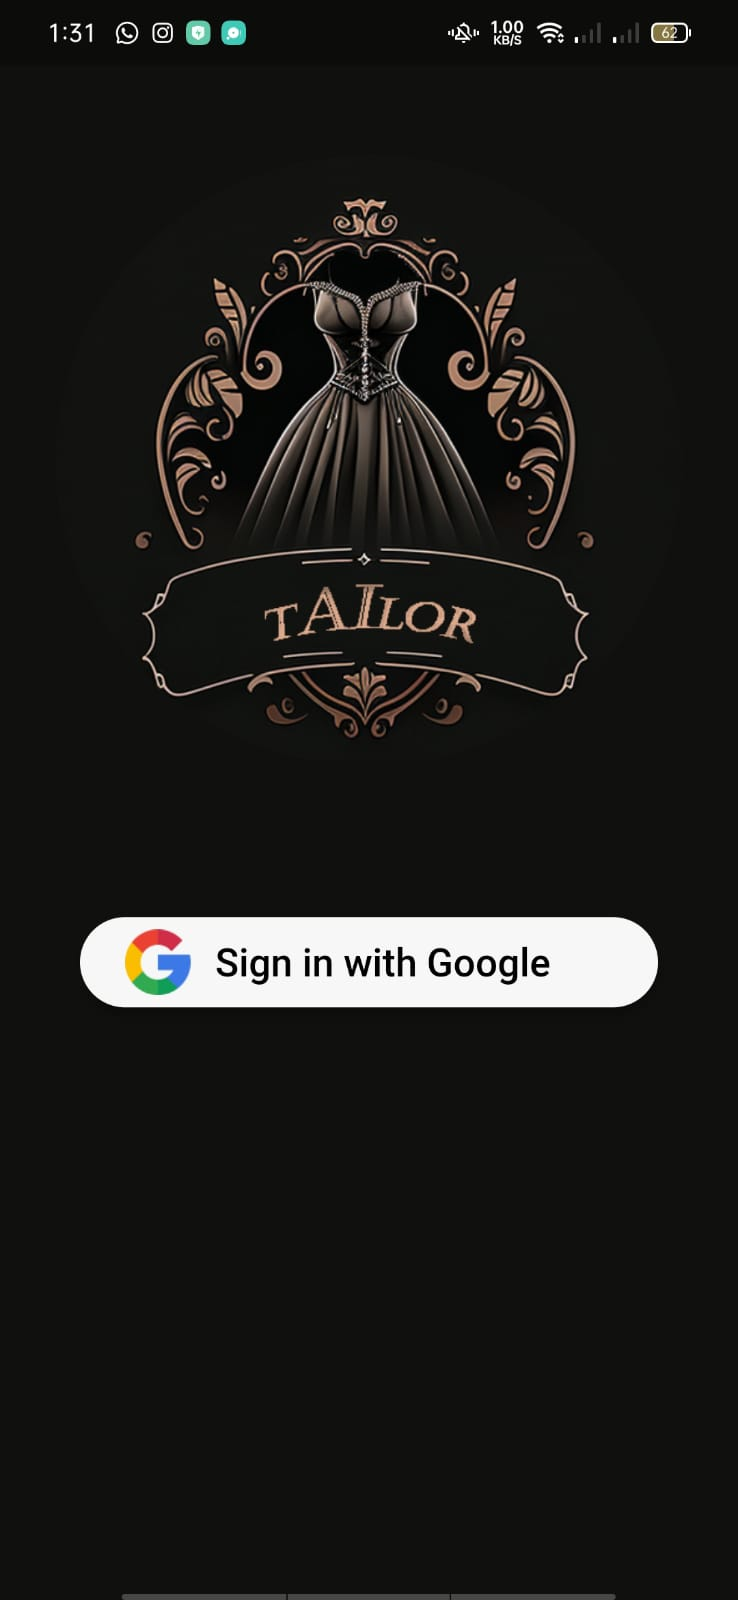 1:31
1.00
KB/S
62
TAILOR
Sign in with Google